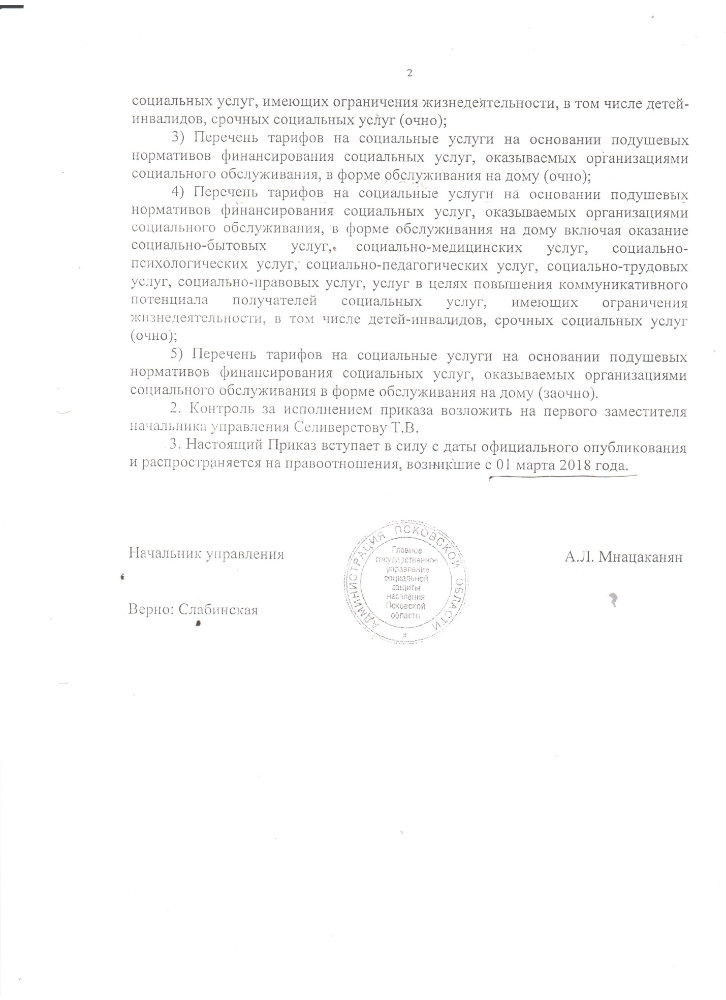 2
социальных услуг, имеющих ограничения жизнедеятельности, в том числе детей-
инвалидов, срочных социальных услуг (очно);
3) Перечень тарифов на социальные услуги на основании подушевых
нормативов финансирования социальных услуг, оказываемых организациями
социального обслуживания, в форме обслуживания на дому (очно);
4) Перечень тарифов на социальные услуги на основании подушевых
нормативов финансирования социальных услуг, оказываемых организациями
социального обслуживания, в форме обслуживания на дому включая оказание
социально-бытовых услуг, социально-медицинских услуг, социально-
психологических услуг, социально-педагогических услуг, социально-трудовых
услуг, социально-правовых услуг, услуг в целях повышения коммуникативного
потенциала получателей социальных услуг, имеющих ограничения
жизнедеятельности, в том числе детей-инвалидов, срочных социальных услуг
(очно);
5) Перечень тарифов на социальные услуги на основании подушевых
нормативов финансирования социальных услуг, оказываемых организациями
социального обслуживания в форме обслуживания на дому (заочно).
2. Контроль за исполнением приказа возложить на первого заместителя
начальника управления Селиверстову Т.В.
3. Настоящий Приказ вступает в силу с даты официального опубликования
и распространяется на правоотношения, возникшие с 01 марта 2018 года.
Начальник управления
А.Л. Мнацаканян
АДМИНИСТРАЦИЯ ПСКОВСКОЙ ОБЛАСТИ
Главное
государственное
управление
социальной
защиты
населения
Псковской
области
Верно: Слабинская